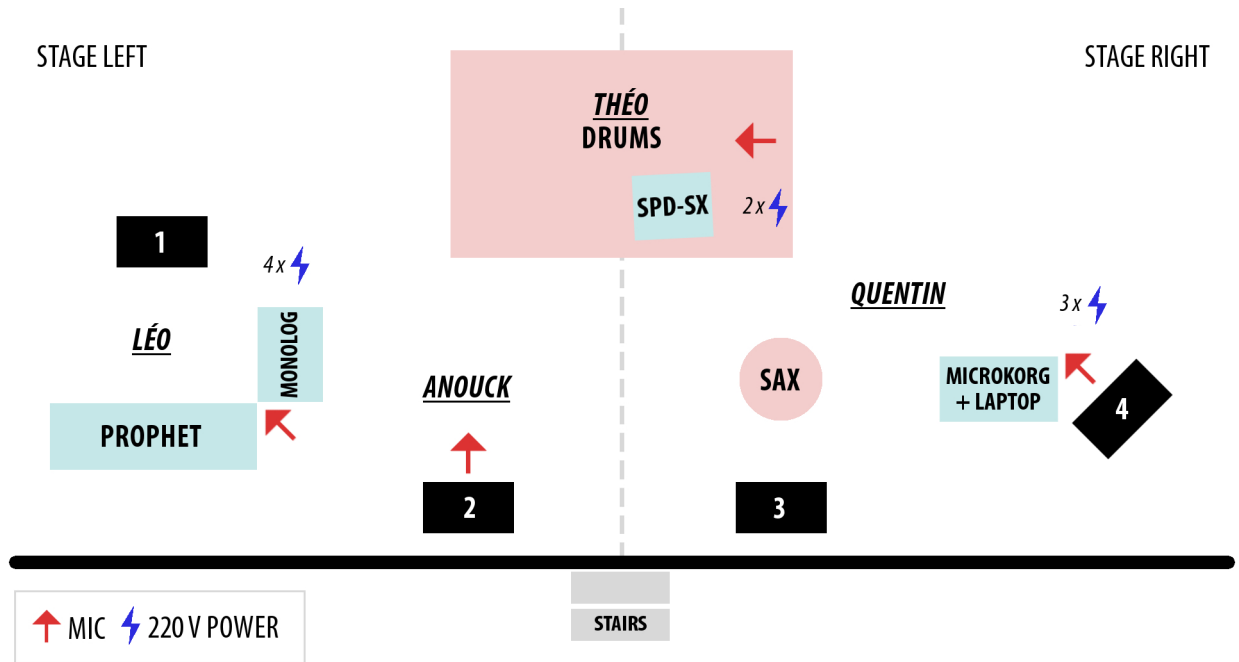 STAGE LEFT
STAGE RIGHT
THÉO
DRUMS
SPD-SX
2 x
1
4 x
LÉO
MONOLOG
PROPHET
ANOUCK
2
QUENTIN
3 x
SAX
MICROKORG
+ LAPTOP
4
3
STAIRS
MIC
220 V POWER